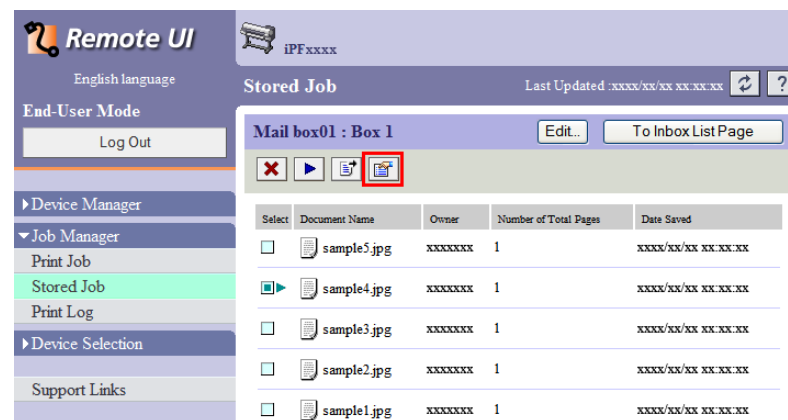 Remote UI
English language
End-User Mode
Log Out
Device Manager
Job Manager
Print Job
Stored Job
Print Log
Device Selection
Support Links
iPFxxxx
Stored Job Last Updated :xxxx/xx/xx xx:xx:xx ?
Mail box01 : Box 1 Edit... To Inbox List Page
Select Document Name Owner Number of Total Pages Date Saved
sample5.jpg xxxxxxx 1 xxxx/xx/xx xx:xx:xx
sample4.jpg xxxxxxx 1 xxxx/xx/xx xx:xx:xx
sample3.jpg xxxxxxx 1 xxxx/xx/xx xx:xx:xx
sample2.jpg xxxxxxx 1 xxxx/xx/xx xx:xx:xx
sample1.jpg xxxxxxx 1 xxxx/xx/xx xx:xx:xx